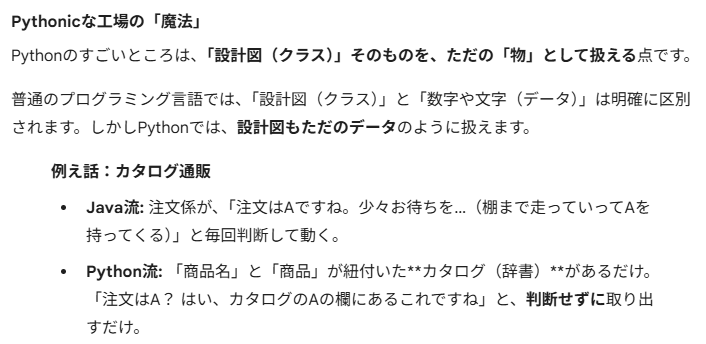 Pythonicな工場の「魔法」
Pythonのすごいところは、「設計図（クラス）」そのものを、ただの「物」として扱える点です。
普通のプログラミング言語では、「設計図（クラス）」と「数字や文字（データ）」は明確に区別
されます。しかしPythonでは、設計図もただのデータのように扱えます。
例え話：カタログ通販
• Java流: 注文係が、「注文はAですね。少々お待ちを...（棚まで走っていってAを
持ってくる）」と毎回判断して動く。
• Python流: 「商品名」と「商品」が紐付いた**カタログ（辞書）**があるだけ。
「注文はA？ はい、カタログのAの欄にあるこれですね」と、判断せずに取り出
すだけ。